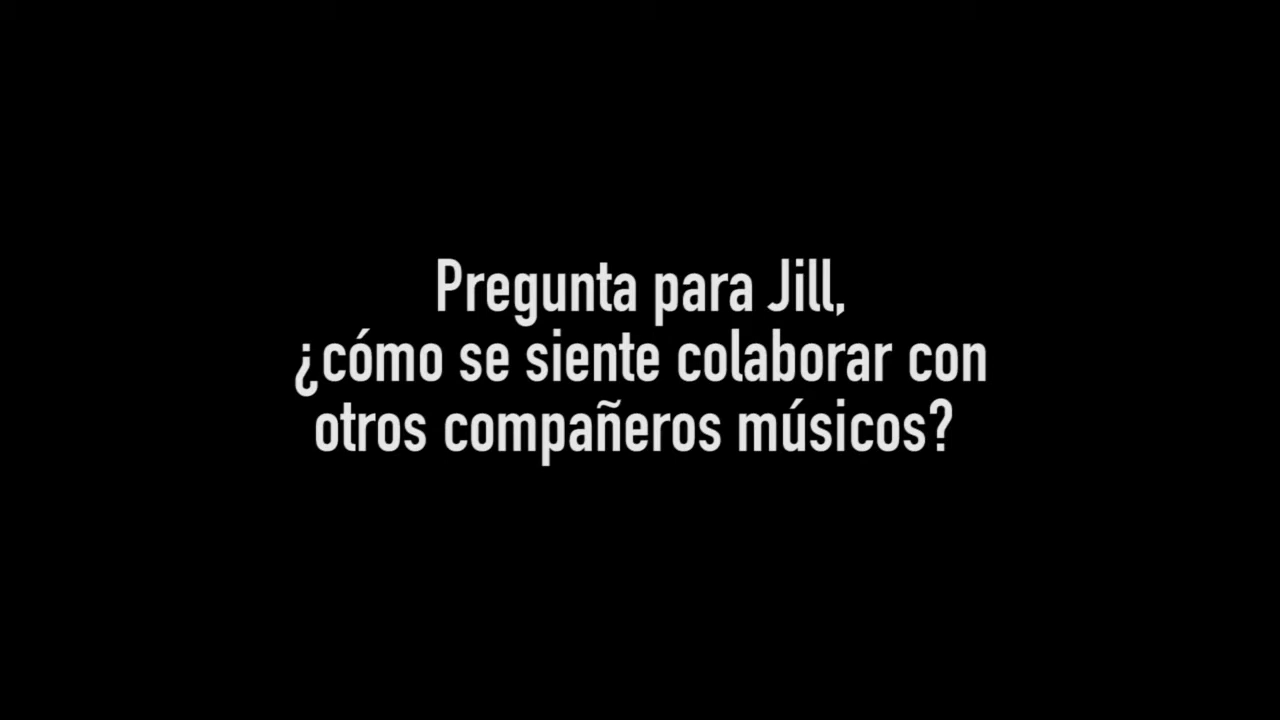 Pregunta para Jill,
¿cómo se siente colaborar con
otros compañeros músicos?